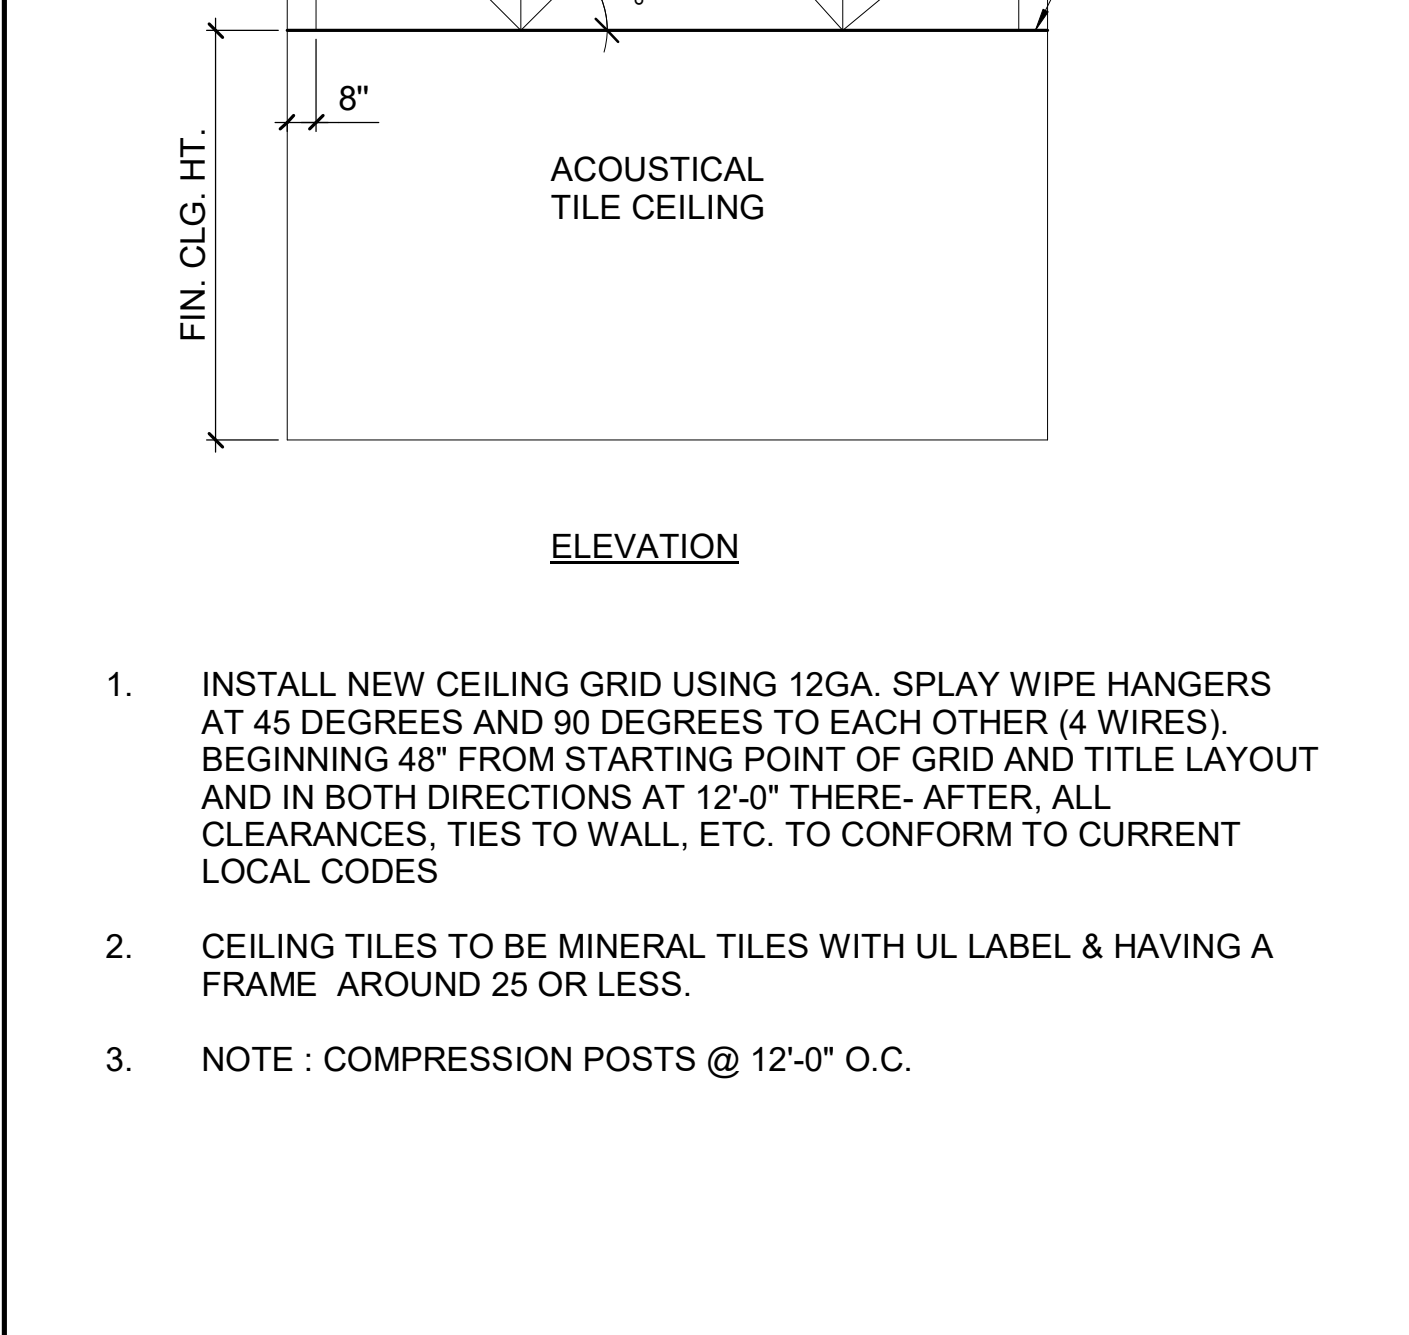 8"
FIN. CLG. HT.
ACOUSTICAL
TILE CEILING
ELEVATION
1. INSTALL NEW CEILING GRID USING 12GA. SPLAY WIPE HANGERS
AT 45 DEGREES AND 90 DEGREES TO EACH OTHER (4 WIRES).
BEGINNING 48" FROM STARTING POINT OF GRID AND TITLE LAYOUT
AND IN BOTH DIRECTIONS AT 12'-0" THERE- AFTER, ALL
CLEARANCES, TIES TO WALL, ETC. TO CONFORM TO CURRENT
LOCAL CODES
2. CEILING TILES TO BE MINERAL TILES WITH UL LABEL & HAVING A
FRAME  AROUND 25 OR LESS.
3. NOTE : COMPRESSION POSTS @ 12'-0" O.C.